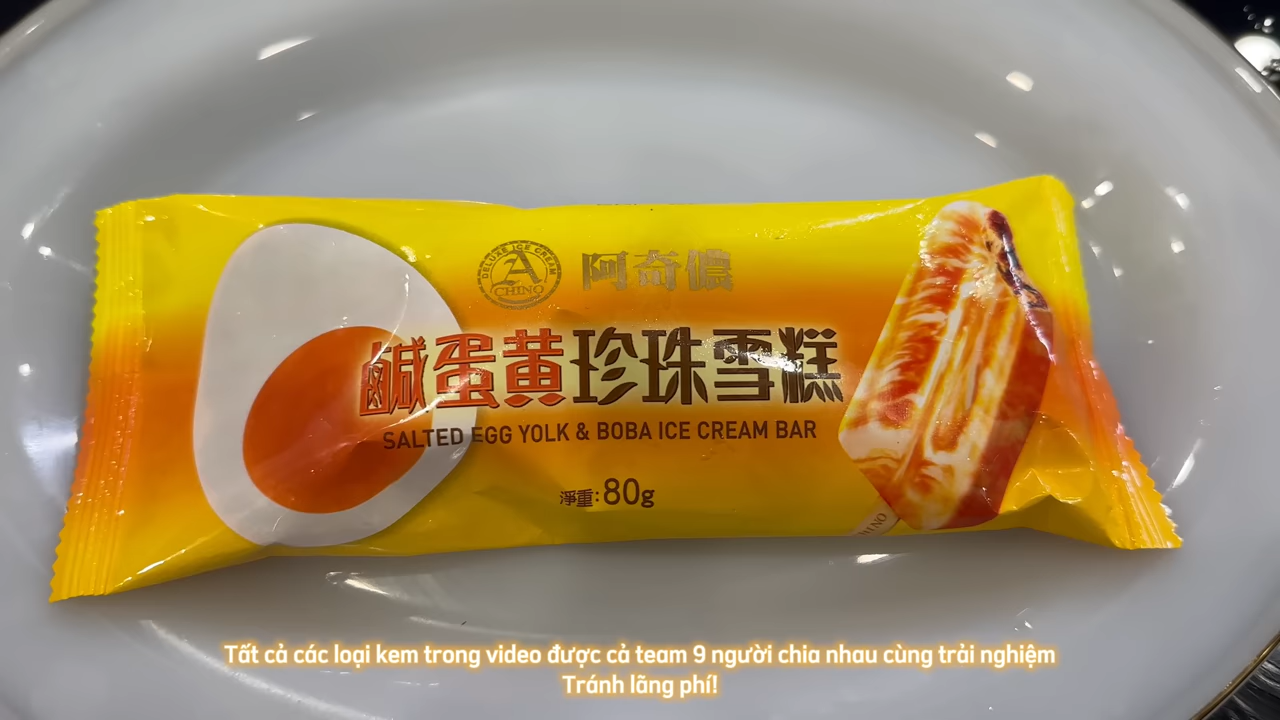 DELUXE ICE CREAM
A
CHINO
阿奇儂
鹹蛋黃珍珠雪糕
SALTED EGG YOLK & BOBA ICE CREAM BAR
淨重:80g
Tất cả các loại kem trong video được cả team 9 người chia nhau cùng trải nghiệm
Tránh lãng phí!